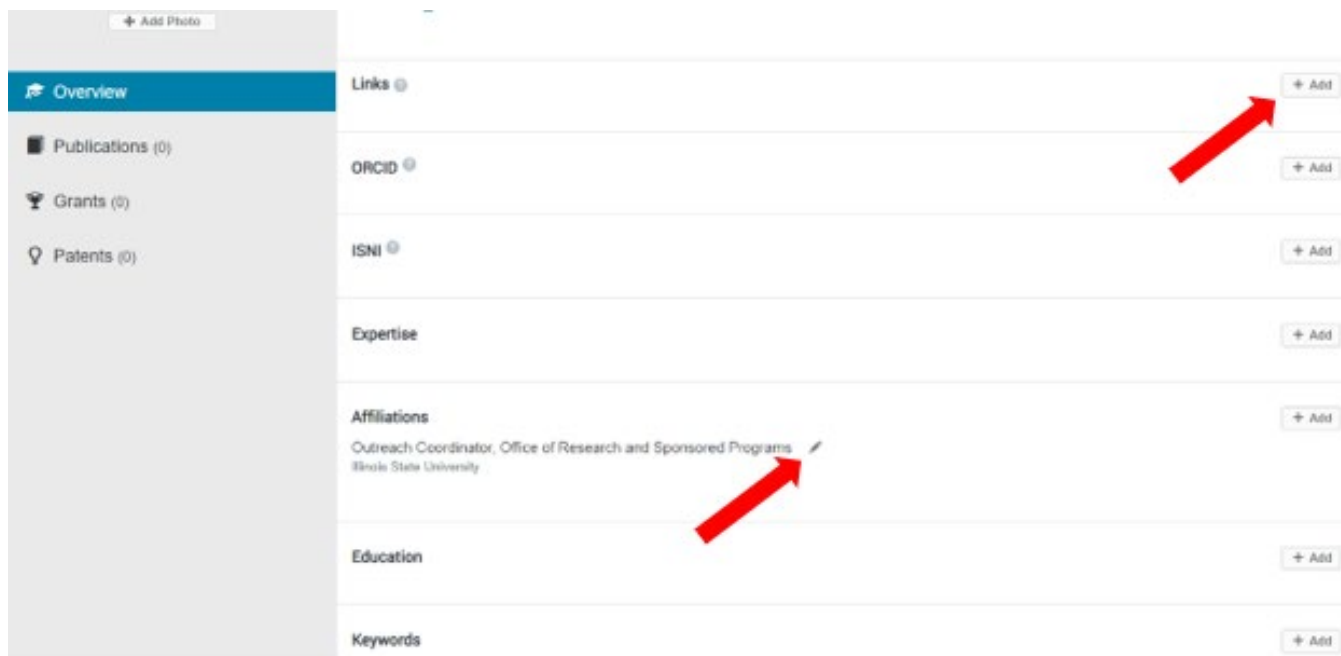 + Add Photo
Overview
Publications (0)
Grants (0)
Patents (0)
Links
+ Add
ORCID
+ Add
ISNI
+ Add
Expertise
+ Add
Affiliations
+ Add
Outreach Coordinator, Office of Research and Sponsored Programs
Illinois State University
Education
+ Add
Keywords
+ Add